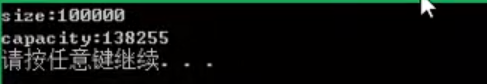 size:100000
capacity:138255
请按任意键继续. . .